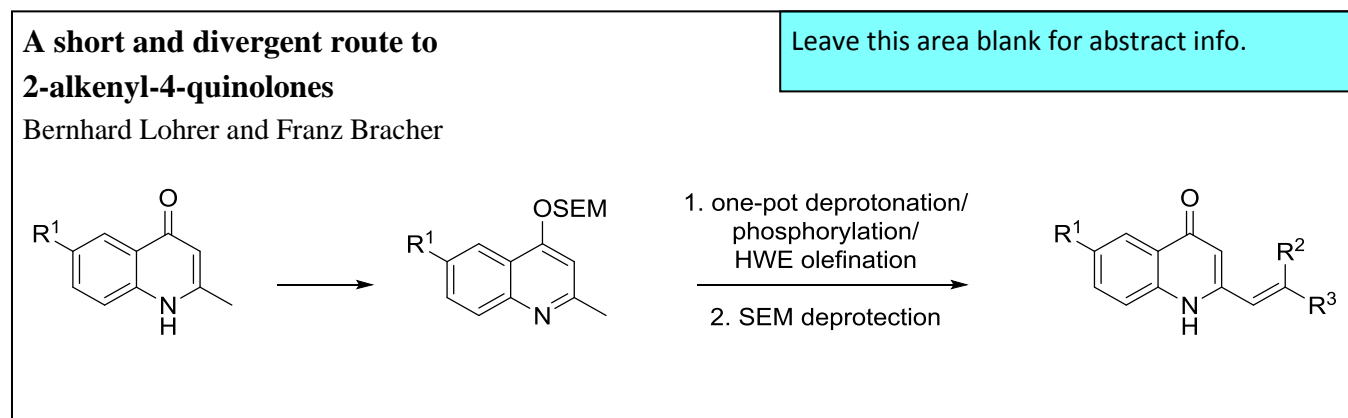 A short and divergent route to
2-alkenyl-4-quinolones
Bernhard Lohrer and Franz Bracher
Leave this area blank for abstract info.
R1
O
N
H
R1
OSEM
N
1. one-pot deprotonation/
phosphorylation/
HWE olefination
2. SEM deprotection
R1
O
N
H
R2
R3